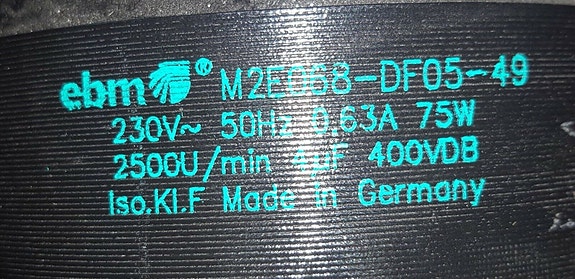 ebm® M2E068-DF05-49
230V~ 50Hz 0.63A 75W
2500U/min 4µF 400VDB
Iso.Kl.F Made in Germany